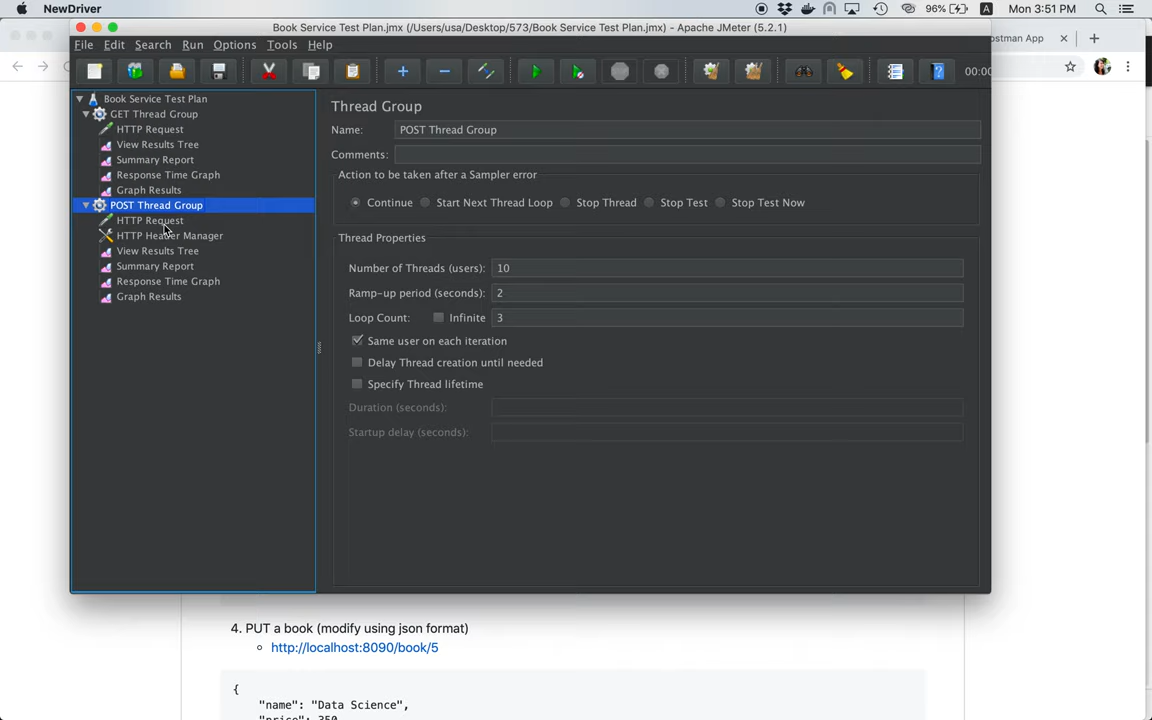 NewDriver
96%
A
Mon 3:51 PM
Book Service Test Plan.jmx (/Users/usa/Desktop/573/Book Service Test Plan.jmx) - Apache JMeter (5.2.1)
ostman App
File Edit Search Run Options Tools Help
00:00
Book Service Test Plan
GET Thread Group
HTTP Request
View Results Tree
Summary Report
Response Time Graph
Graph Results
POST Thread Group
HTTP Request
HTTP Header Manager
View Results Tree
Summary Report
Response Time Graph
Graph Results
Thread Group
Name: POST Thread Group
Comments:
Action to be taken after a Sampler error
Continue Start Next Thread Loop Stop Thread Stop Test Stop Test Now
Thread Properties
Number of Threads (users): 10
Ramp-up period (seconds): 2
Loop Count: Infinite 3
Same user on each iteration
Delay Thread creation until needed
Specify Thread lifetime
Duration (seconds):
Startup delay (seconds):
4. PUT a book (modify using json format)
http://localhost:8090/book/5
{
"name": "Data Science",
"price": 350,